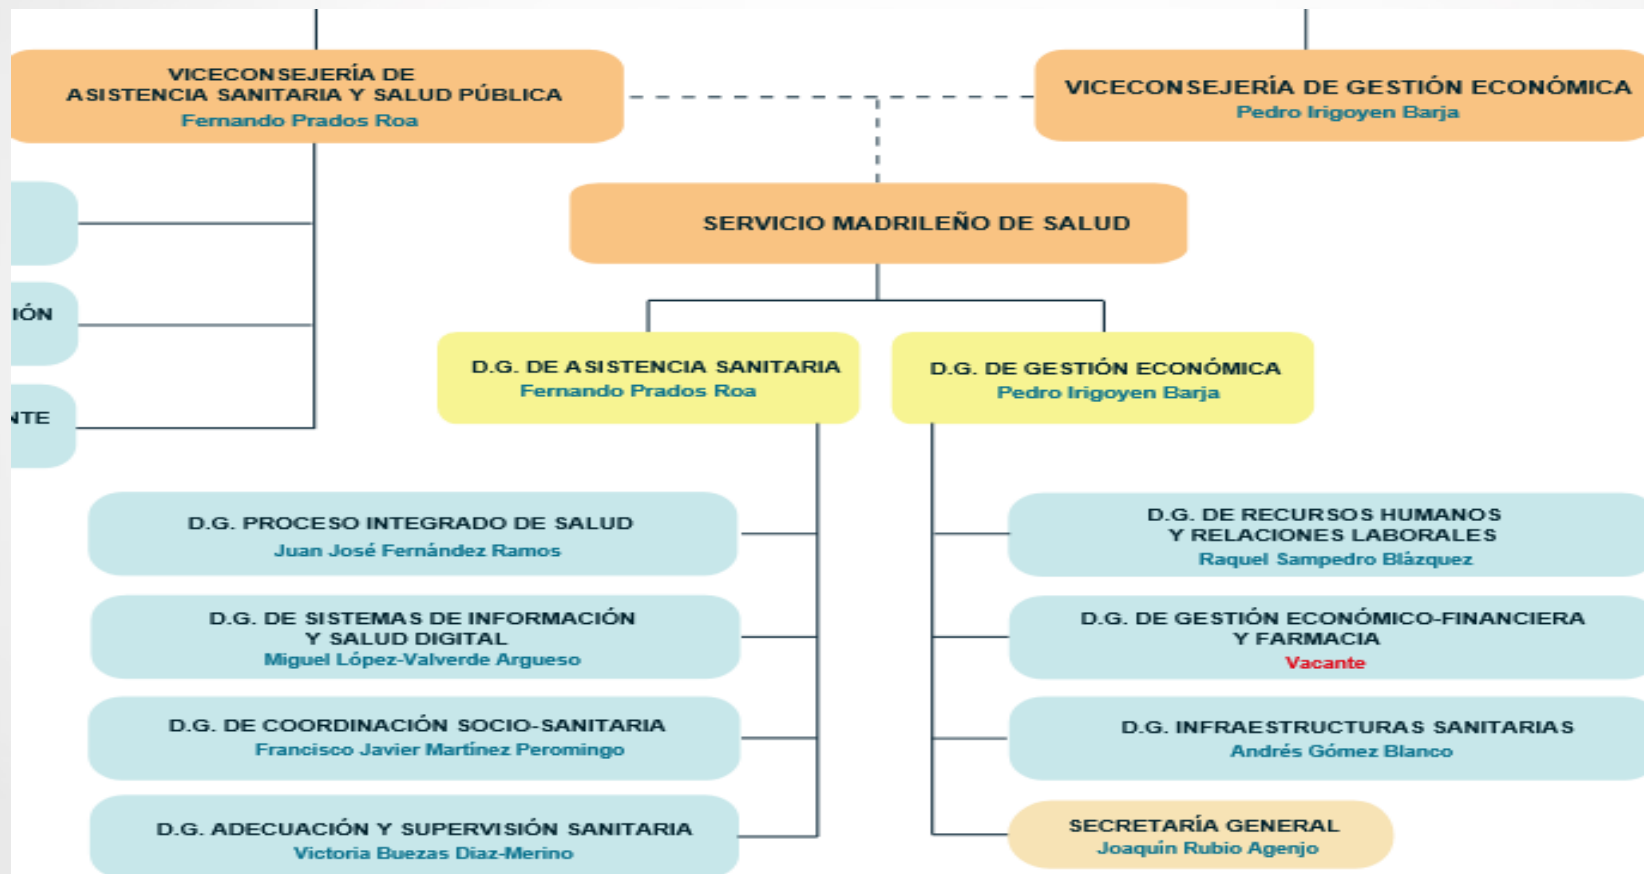 VICECONSEJERÍA DE
ASISTENCIA SANITARIA Y SALUD PÚBLICA
Fernando Prados Roa
VICECONSEJERÍA DE GESTIÓN ECONÓMICA
Pedro Irigoyen Barja
SERVICIO MADRILEÑO DE SALUD
IÓN
NTE
D.G. DE ASISTENCIA SANITARIA
Fernando Prados Roa
D.G. DE GESTIÓN ECONÓMICA
Pedro Irigoyen Barja
D.G. PROCESO INTEGRADO DE SALUD
Juan José Fernández Ramos
D.G. DE SISTEMAS DE INFORMACIÓN
Y SALUD DIGITAL
Miguel López-Valverde Argueso
D.G. DE COORDINACIÓN SOCIO-SANITARIA
Francisco Javier Martínez Peromingo
D.G. ADECUACIÓN Y SUPERVISIÓN SANITARIA
Victoria Buezas Diaz-Merino
D.G. DE RECURSOS HUMANOS
Y RELACIONES LABORALES
Raquel Sampedro Blázquez
D.G. DE GESTIÓN ECONÓMICO-FINANCIERA
Y FARMACIA
Vacante
D.G. INFRAESTRUCTURAS SANITARIAS
Andrés Gómez Blanco
SECRETARÍA GENERAL
Joaquín Rubio Agenjo